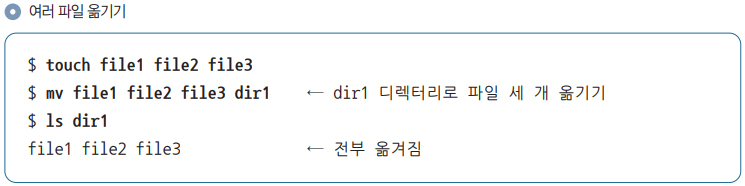 여러 파일 옮기기
$ touch file1 file2 file3
$ mv file1 file2 file3 dir1 ← dir1 디렉터리로 파일 세 개 옮기기
$ ls dir1
file1 file2 file3 ← 전부 옮겨짐